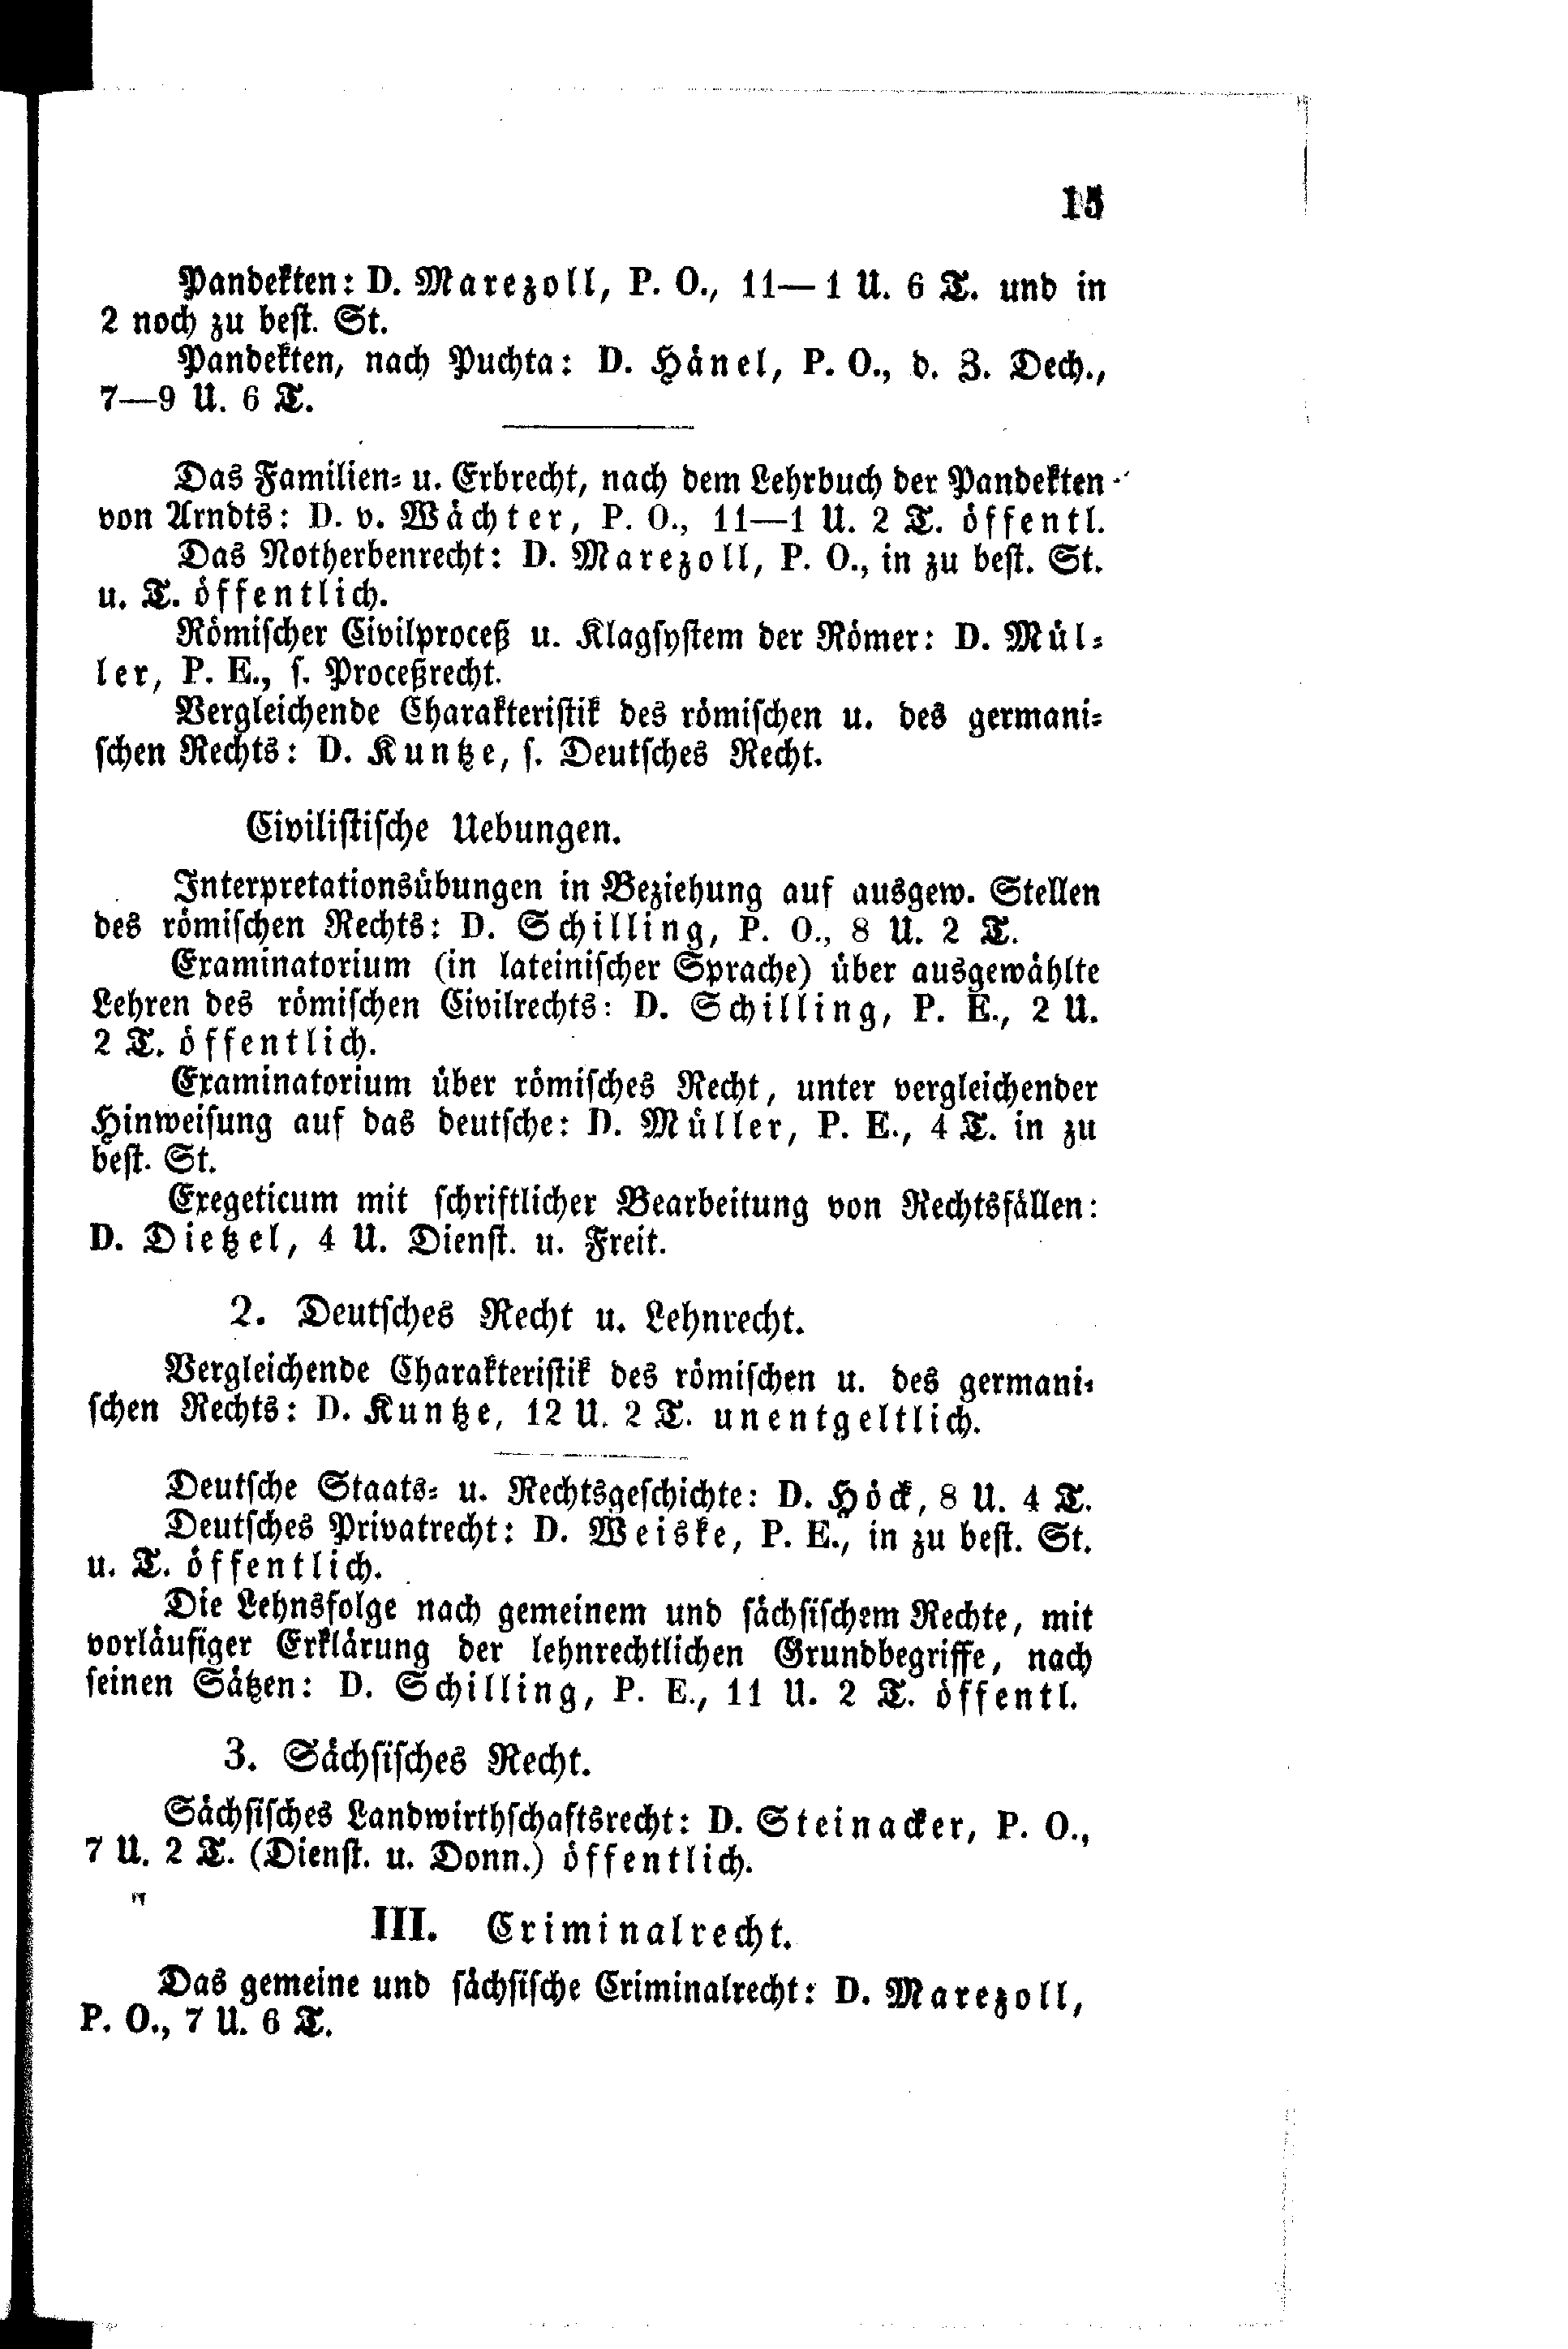 15
Pandekten: D. Marezoll, P. O., 11—1 U. 6 T. und in
2 noch zu best. St.
Pandekten, nach Puchta: D. Hänel, P. O., d. Z. Dech.,
7—9 U. 6 T.
Das Familien- u. Erbrecht, nach dem Lehrbuch der Pandekten
von Arndts: D. v. Wächter, P. O., 11—1 U. 2 T. öffentl.
Das Notherbenrecht: D. Marezoll, P. O., in zu best. St.
u. T. öffentlich.
Römischer Civilproceß u. Klagsystem der Römer: D. Mül-
ler, P. E., s. Proceßrecht.
Vergleichende Charakteristik des römischen u. des germani-
schen Rechts: D. Kuntze, s. Deutsches Recht.
Civilistische Uebungen.
Interpretationsübungen in Beziehung auf ausgew. Stellen
des römischen Rechts: D. Schilling, P. O., 8 U. 2 T.
Examinatorium (in lateinischer Sprache) über ausgewählte
Lehren des römischen Civilrechts: D. Schilling, P. E., 2 U.
2 T. öffentlich.
Examinatorium über römisches Recht, unter vergleichender
Hinweisung auf das deutsche: D. Müller, P. E., 4 T. in zu
best. St.
Exegeticum mit schriftlicher Bearbeitung von Rechtsfällen:
D. Dietzel, 4 U. Dienst. u. Freit.
2. Deutsches Recht u. Lehnrecht.
Vergleichende Charakteristik des römischen u. des germani-
schen Rechts: D. Kuntze, 12 U. 2 T. unentgeltlich.
Deutsche Staats- u. Rechtsgeschichte: D. Höck, 8 U. 4 T.
Deutsches Privatrecht: D. Weiske, P. E., in zu best. St.
u. T. öffentlich.
Die Lehnsfolge nach gemeinem und sächsischem Rechte, mit
vorläufiger Erklärung der lehnrechtlichen Grundbegriffe, nach
seinen Sätzen: D. Schilling, P. E., 11 U. 2 T. öffentl.
3. Sächsisches Recht.
Sächsisches Landwirthschaftsrecht: D. Steinacker, P. O.,
7 U. 2 T. (Dienst. u. Donn.) öffentlich.
III. Criminalrecht.
Das gemeine und sächsische Criminalrecht: D. Marezoll,
P. O., 7 U. 6 T.